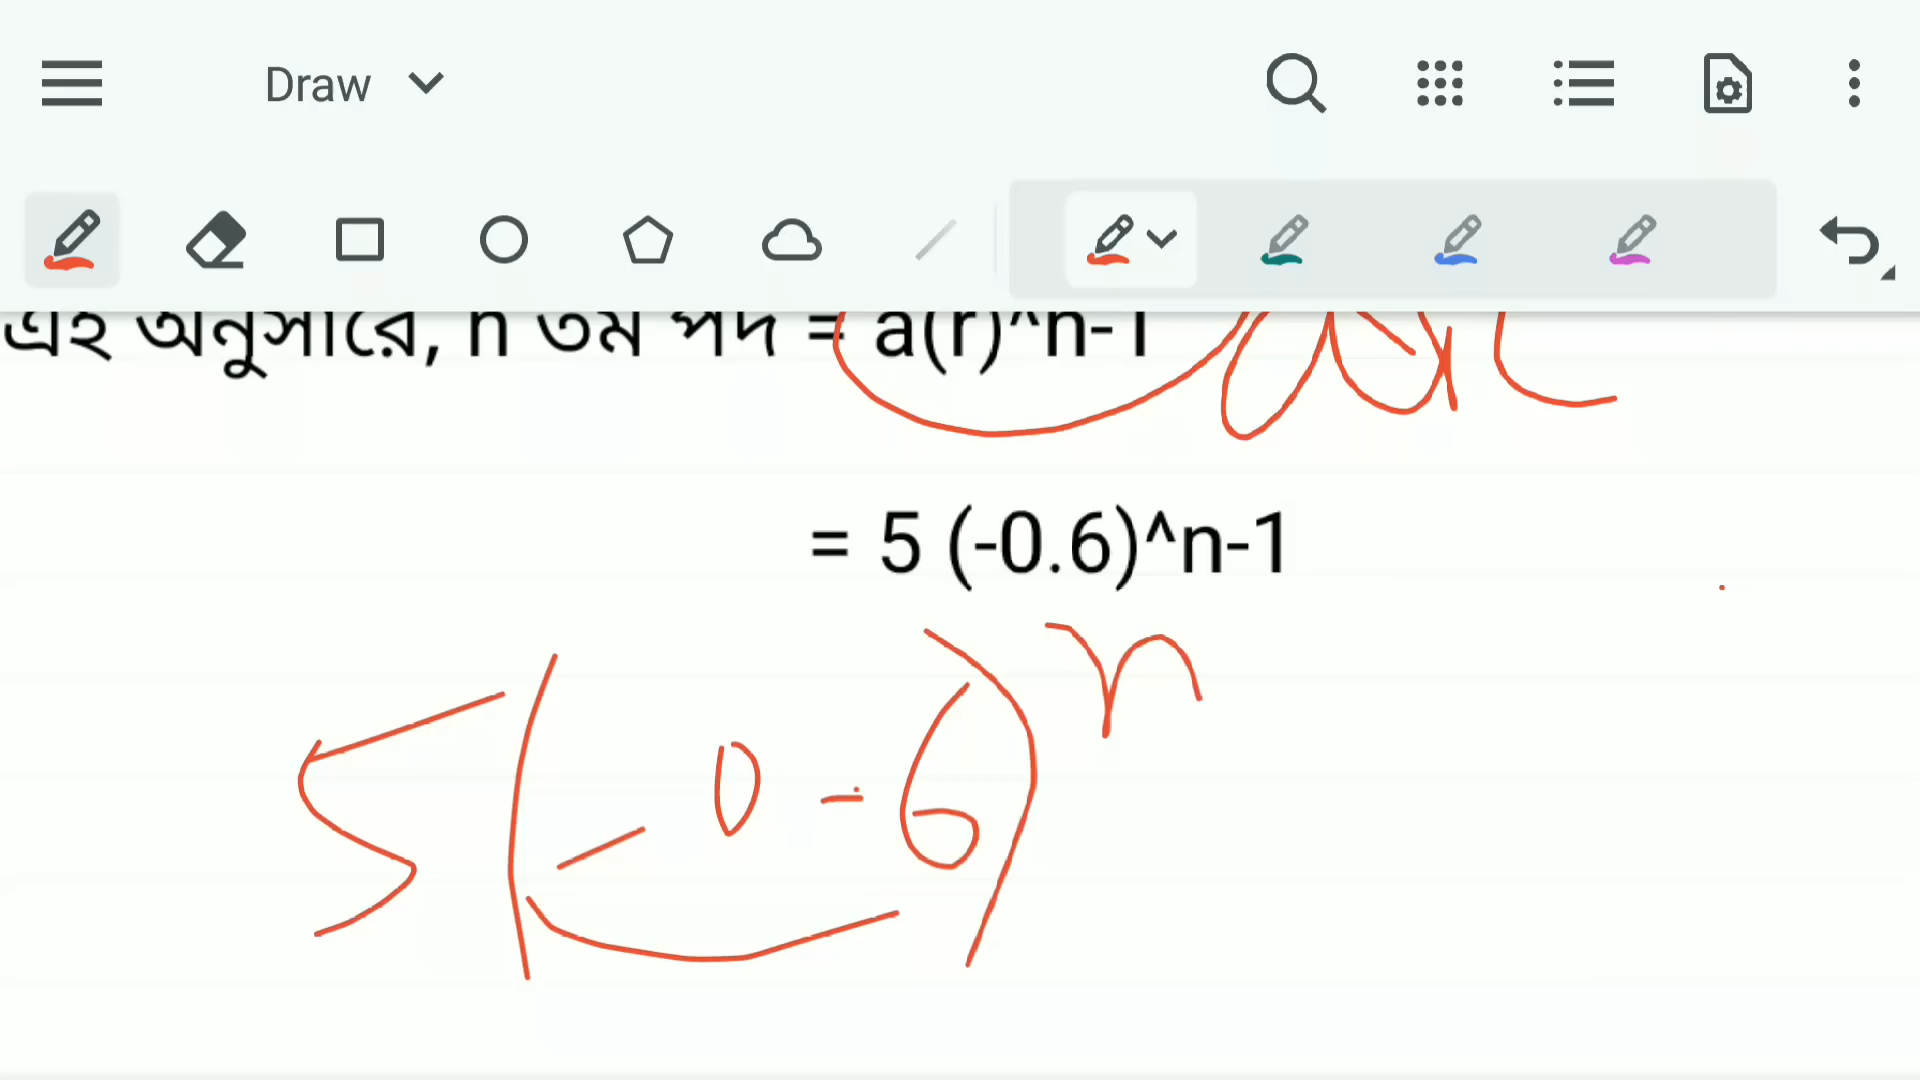 Draw
এই অনুসারে, n তম পদ = a(r)^n-1
= 5 (-0.6)^n-1
5(-0-6)^n